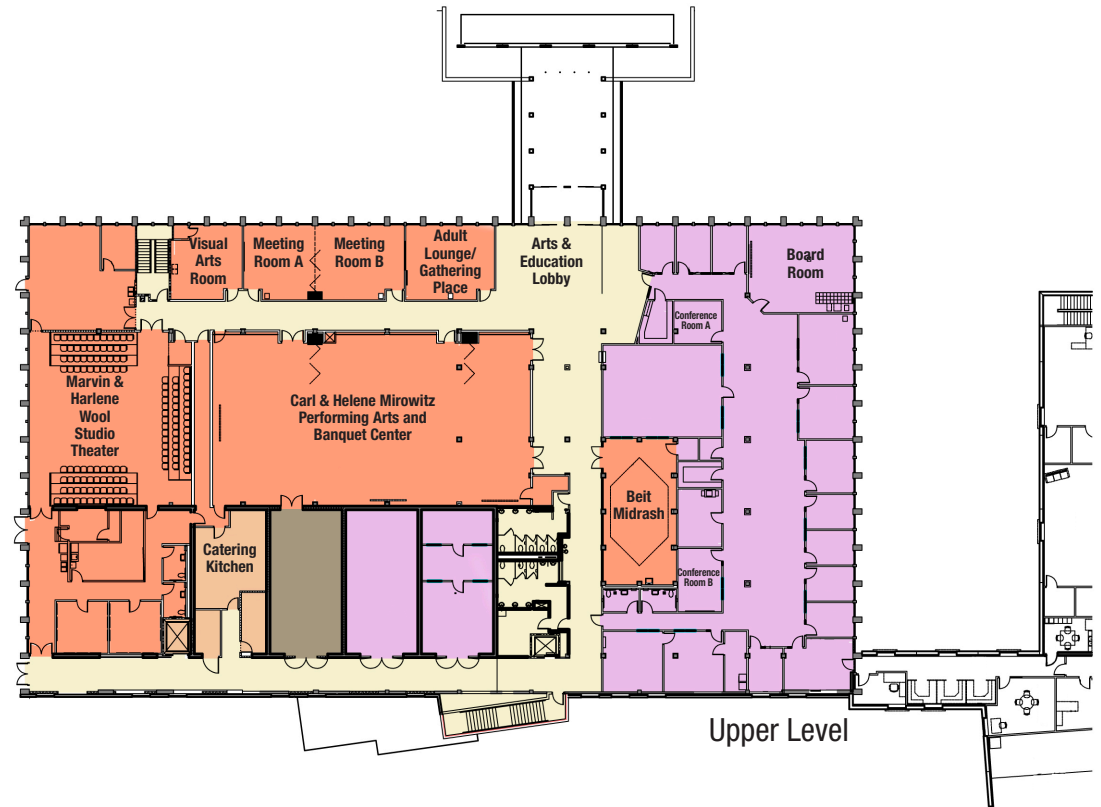 Visual
Arts
Room
Meeting
Room A
Meeting
Room B
Adult
Lounge/
Gathering
Place
Arts &
Education
Lobby
Board
Room
Conference
Room A
Marvin &
Harlene
Wool
Studio
Theater
Carl & Helene Mirowitz
Performing Arts and
Banquet Center
Beit
Midrash
Catering
Kitchen
Conference
Room B
Upper Level